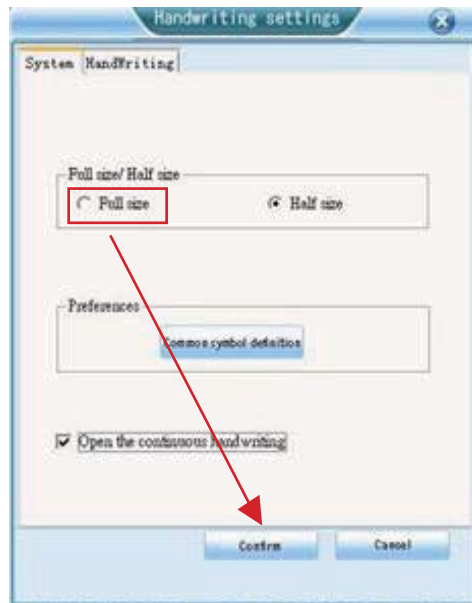 Handwriting settings
System HandWriting
Full size/ Half size
Full size Half size
Preferences
Common symbol definition
Open the continuous handwriting
Confirm Cancel